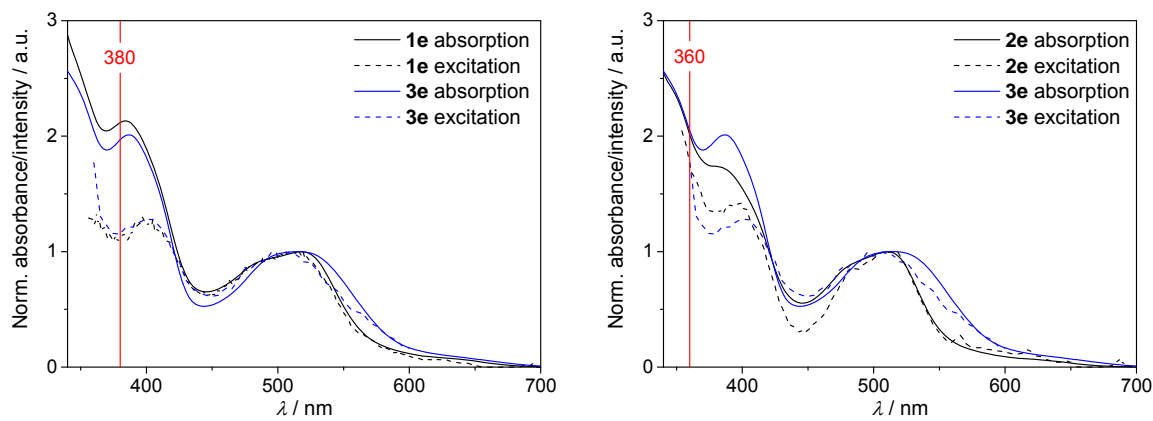 Norm. absorbance/intensity / a.u.
3
2
1
0
380
1e absorption
1e excitation
3e absorption
3e excitation
400
500
600
700
λ / nm
Norm. absorbance/intensity / a.u.
3
2
1
0
360
2e absorption
2e excitation
3e absorption
3e excitation
400
500
600
700
λ / nm